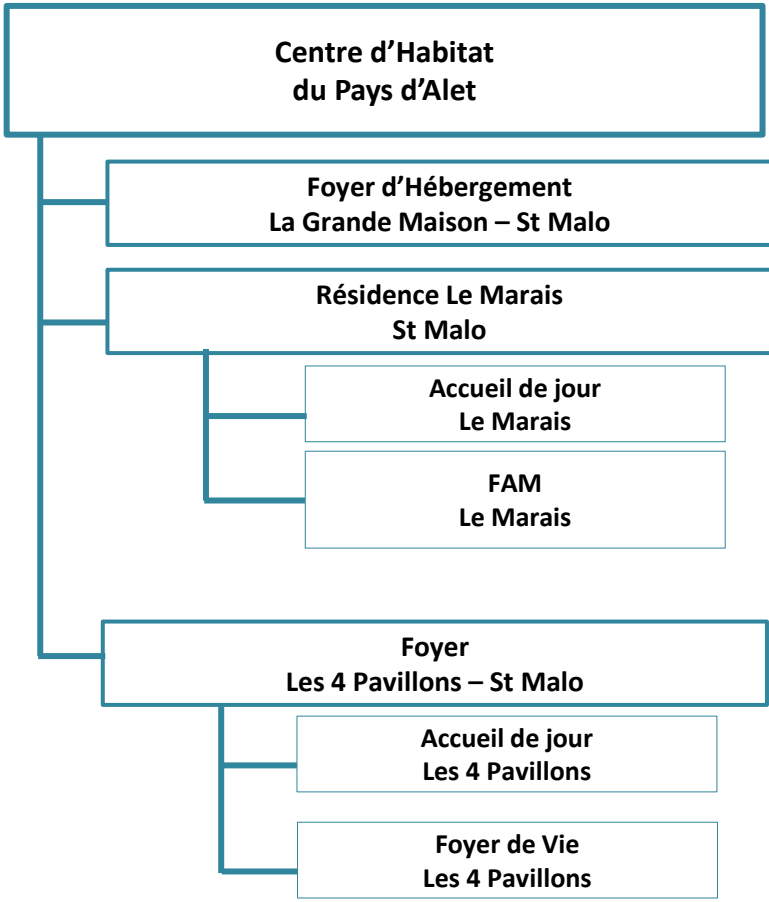 Centre d’Habitat
du Pays d’Alet
Foyer d’Hébergement
La Grande Maison – St Malo
Résidence Le Marais
St Malo
Accueil de jour
Le Marais
FAM
Le Marais
Foyer
Les 4 Pavillons – St Malo
Accueil de jour
Les 4 Pavillons
Foyer de Vie
Les 4 Pavillons